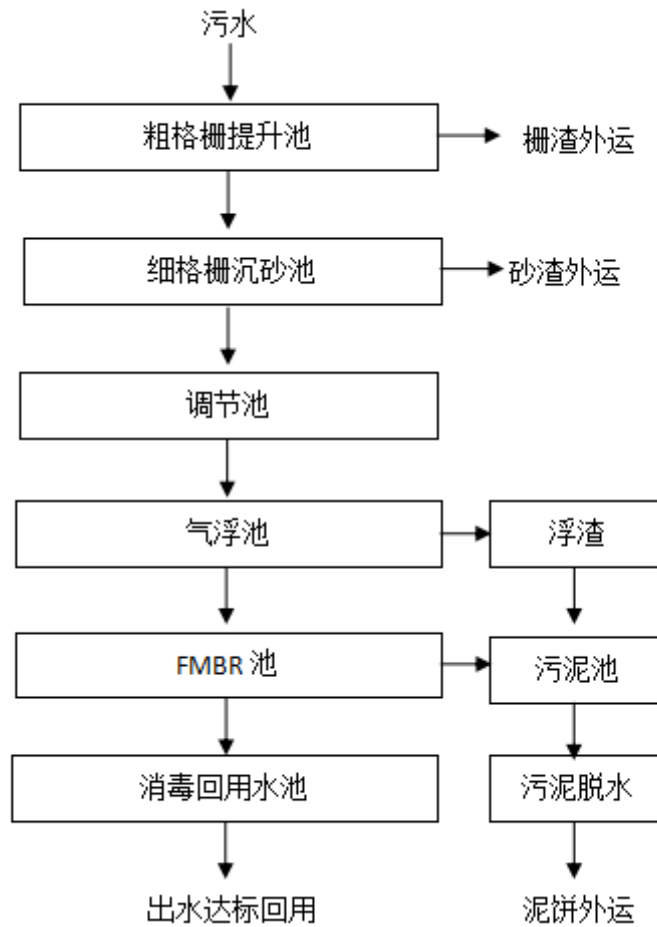 污水
粗格栅提升池
栅渣外运
细格栅沉砂池
砂渣外运
调节池
气浮池
浮渣
FMBR 池
污泥池
消毒回用水池
污泥脱水
出水达标回用
泥饼外运